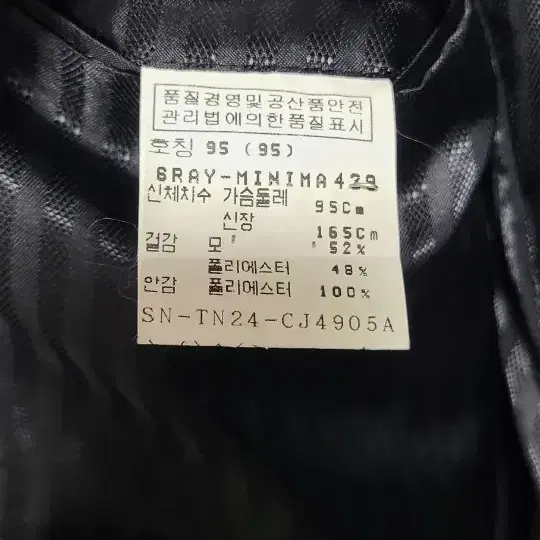 품질경영및공산품안전
관리법에의한품질표시
호칭 95 (95)
GRAY-MINIMA429
신체치수 가슴둘레 95Cm
신장 165Cm
겉감 모 52%
폴리에스터 48%
안감 폴리에스터 100%
SN-TN24-CJ4905A